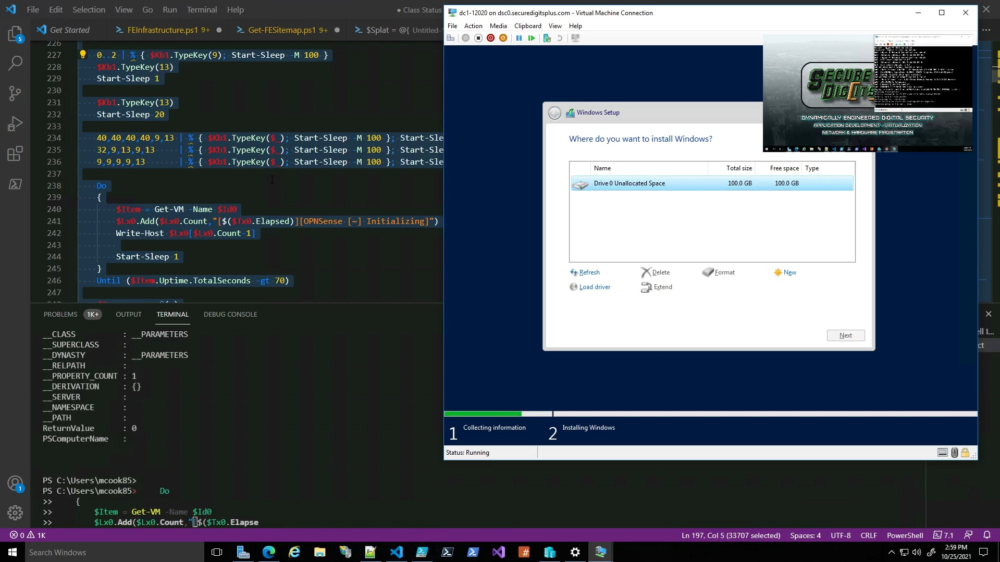 File Edit Selection View Go Run Terminal Help
● Class Status
Get Started
FEInfrastructure.ps1 9+
Get-FESitemap.ps1 9+
$Splat = @{ Untitled-1
226
227 0..2 | % { $Kb1.TypeKey(9); Start-Sleep -M 100 }
228 $Kb1.TypeKey(13)
229 Start-Sleep 1
230
231 $Kb1.TypeKey(13)
232 Start-Sleep 20
233
234 40,40,40,40,9,13 | % { $Kb1.TypeKey($_); Start-Sleep -M 100 }; Start-Sle
235 32,9,13,9,13 | % { $Kb1.TypeKey($_); Start-Sleep -M 100 }; Start-Sle
236 9,9,9,9,13 | % { $Kb1.TypeKey($_); Start-Sleep -M 100 }; Start-Sle
237
238 Do
239 {
240 $Item = Get-VM -Name $Id0
241 $Lx0.Add($Lx0.Count,"[$($Tx0.Elapsed)][OPNSense [~] Initializing]")
242 Write-Host $Lx0[$Lx0.Count-1]
243
244 Start-Sleep 1
245 }
246 Until ($Item.Uptime.TotalSeconds -gt 70)
247
PROBLEMS 1K+ OUTPUT TERMINAL DEBUG CONSOLE
__CLASS : __PARAMETERS
__SUPERCLASS :
__DYNASTY : __PARAMETERS
__RELPATH :
__PROPERTY_COUNT : 1
__DERIVATION : {}
__SERVER :
__NAMESPACE :
__PATH :
ReturnValue : 0
PSComputerName :
PS C:\Users\mcook85>
PS C:\Users\mcook85> Do
>> {
>> $Item = Get-VM -Name $Id0
>> $Lx0.Add($Lx0.Count,"[$($Tx0.Elapse
dc1-12020 on dsc0.securedigitsplus.com - Virtual Machine Connection
File Action Media Clipboard View Help
SECURE
DIGITS
DYNAMICALLY ENGINEERED DIGITAL SECURITY
APPLICATION DEVELOPMENT - VIRTUALIZATION
NETWORK & HARDWARE MAGISTRATION
Windows Setup
Where do you want to install Windows?
Name Total size Free space Type
Drive 0 Unallocated Space 100.0 GB 100.0 GB
Refresh Delete Format New
Load driver Extend
Next
1 Collecting information
2 Installing Windows
Status: Running
ell I...
ct
5
1
0 1K
Ln 197, Col 5 (33707 selected) Spaces: 4 UTF-8 CRLF PowerShell 7.1
Search Windows
2:59 PM
10/25/2021